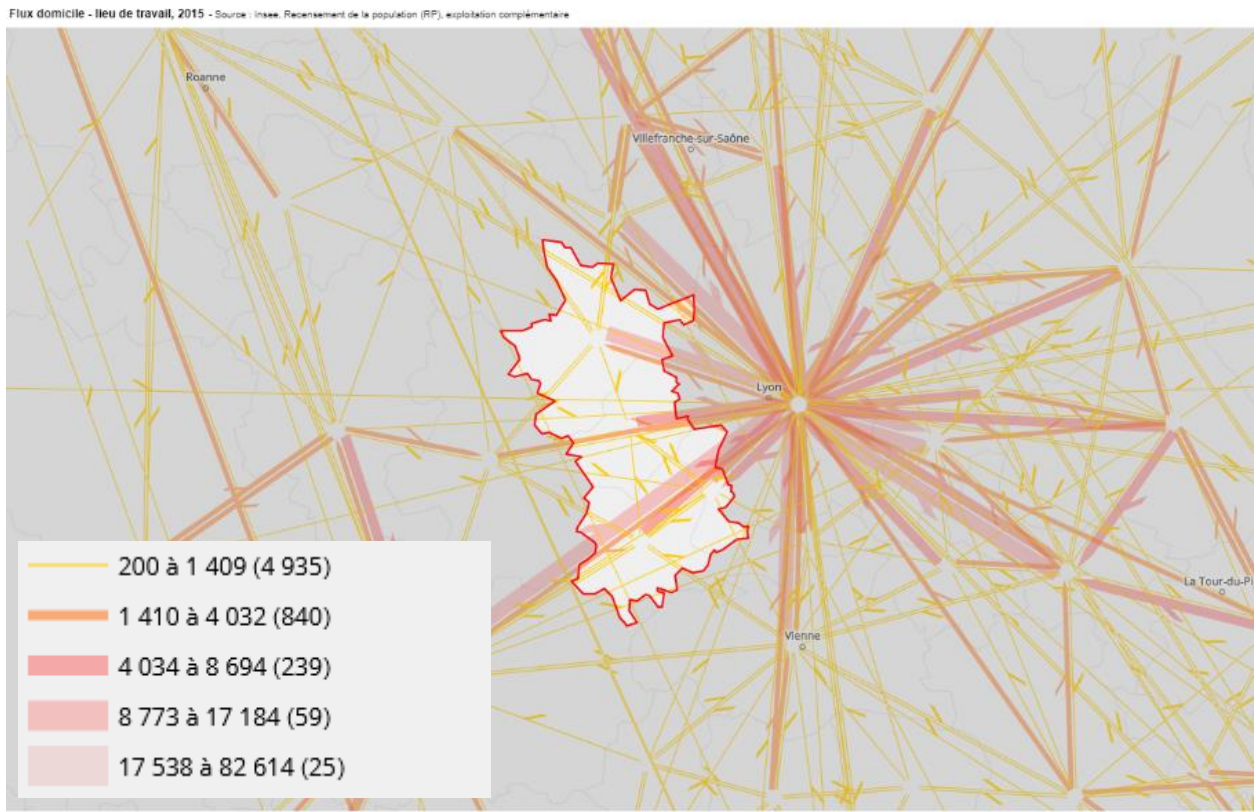 Flux domicile - lieu de travail, 2015 - Source : Insee, Recensement de la population (RP), exploitation complémentaire
Roanne
Villefranche-sur-Saône
Lyon
200 à 1 409 (4 935)
1 410 à 4 032 (840)
La Tour-du-Pi
4 034 à 8 694 (239)
Vienne
8 773 à 17 184 (59)
17 538 à 82 614 (25)